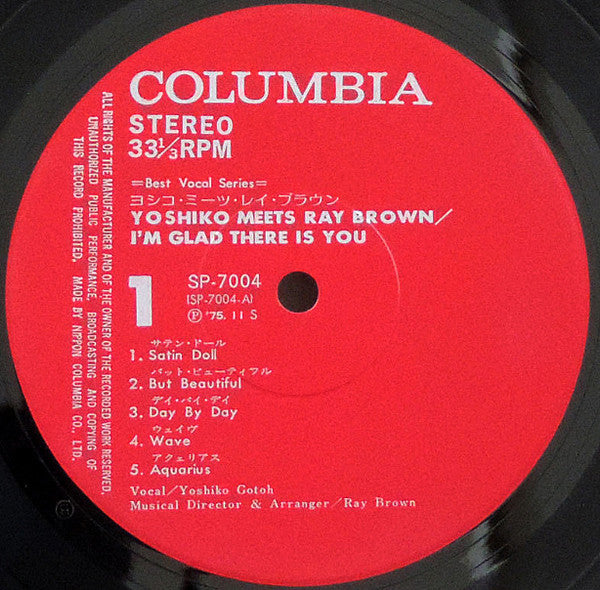 COLUMBIA
STEREO
33⅓RPM
=Best Vocal Series=
ヨシコ・ミーツ・レイ・ブラウン
YOSHIKO MEETS RAY BROWN/
I'M GLAD THERE IS YOU
1
SP-7004
(SP-7004-A)
Ⓟ '75. 11 S
サテン・ドール
1. Satin Doll
バット・ビューティフル
2. But Beautiful
デイ・バイ・デイ
3. Day By Day
ウェイヴ
4. Wave
アクェリアス
5. Aquarius
Vocal/Yoshiko Gotoh
Musical Director & Arranger/Ray Brown
ALL RIGHTS OF THE MANUFACTURER AND OF THE OWNER OF THE RECORDED WORK RESERVED.
UNAUTHORIZED PUBLIC PERFORMANCE, BROADCASTING AND COPYING OF
THIS RECORD PROHIBITED. MADE BY NIPPON COLUMBIA CO., LTD.